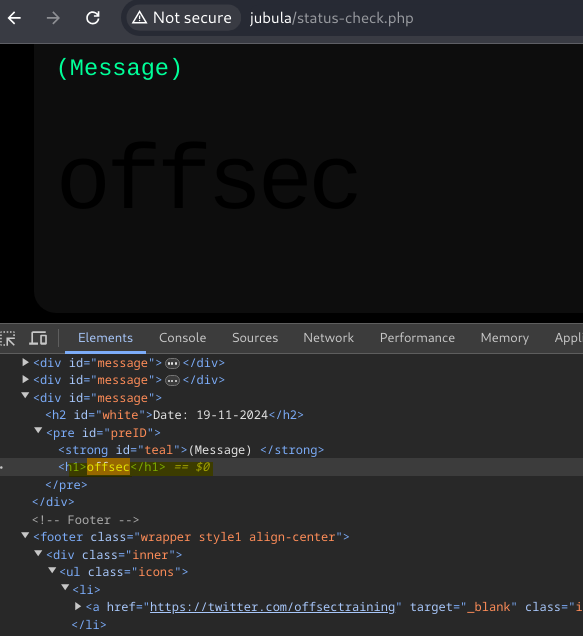 Not secure jubula/status-check.php
(Message)
offsec
Elements Console Sources Network Performance Memory Appl
<div id="message"> ... </div>
<div id="message"> ... </div>
<div id="message">
<h2 id="white">Date: 19-11-2024</h2>
<pre id="preID">
<strong id="teal">(Message) </strong>
<h1>offsec</h1> == $0
</pre>
</div>
<!-- Footer -->
<footer class="wrapper style1 align-center">
<div class="inner">
<ul class="icons">
<li>
<a href="https://twitter.com/offsectraining" target="_blank" class="i
</li>